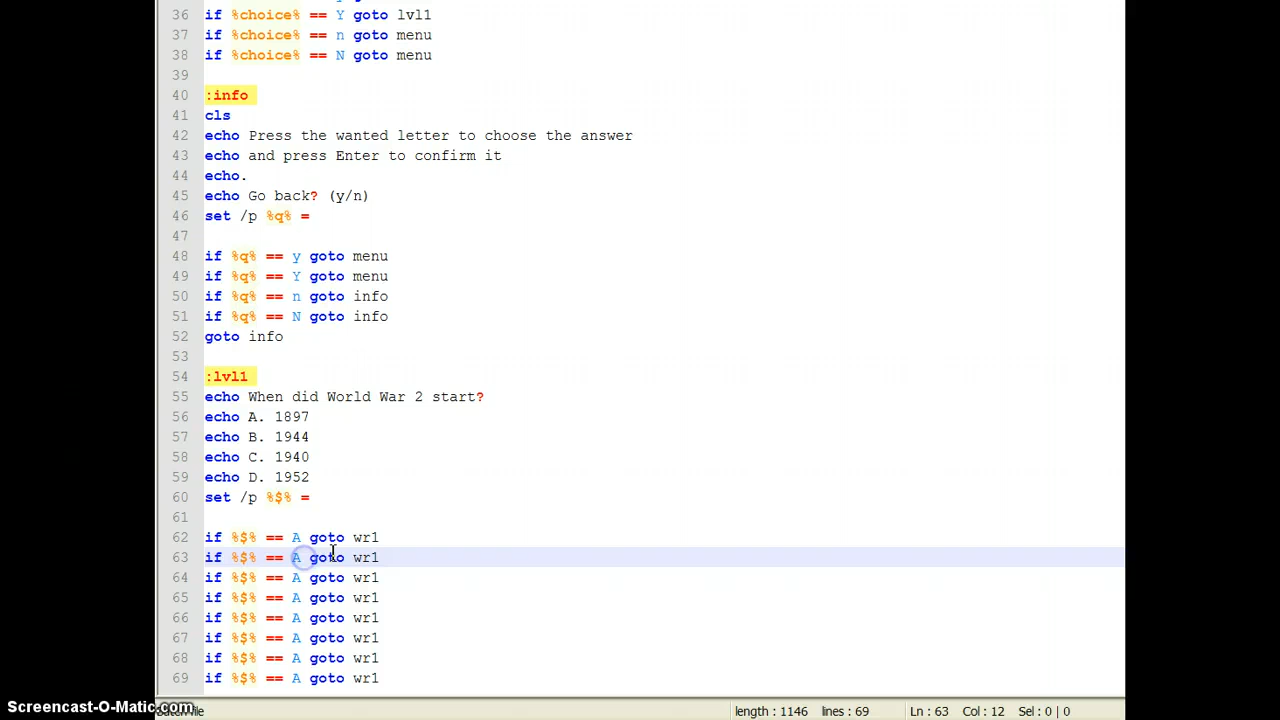 36 if %choice% == Y goto lvl1
37 if %choice% == n goto menu
38 if %choice% == N goto menu
39
40 :info
41 cls
42 echo Press the wanted letter to choose the answer
43 echo and press Enter to confirm it
44 echo.
45 echo Go back? (y/n)
46 set /p %q% =
47
48 if %q% == y goto menu
49 if %q% == Y goto menu
50 if %q% == n goto info
51 if %q% == N goto info
52 goto info
53
54 :lvl1
55 echo When did World War 2 start?
56 echo A. 1897
57 echo B. 1944
58 echo C. 1940
59 echo D. 1952
60 set /p %$% =
61
62 if %$% == A goto wr1
63 if %$% == A goto wr1
64 if %$% == A goto wr1
65 if %$% == A goto wr1
66 if %$% == A goto wr1
67 if %$% == A goto wr1
68 if %$% == A goto wr1
69 if %$% == A goto wr1
Screencast-O-Matic.com length : 1146 lines : 69 Ln : 63 Col : 12 Sel : 0 | 0